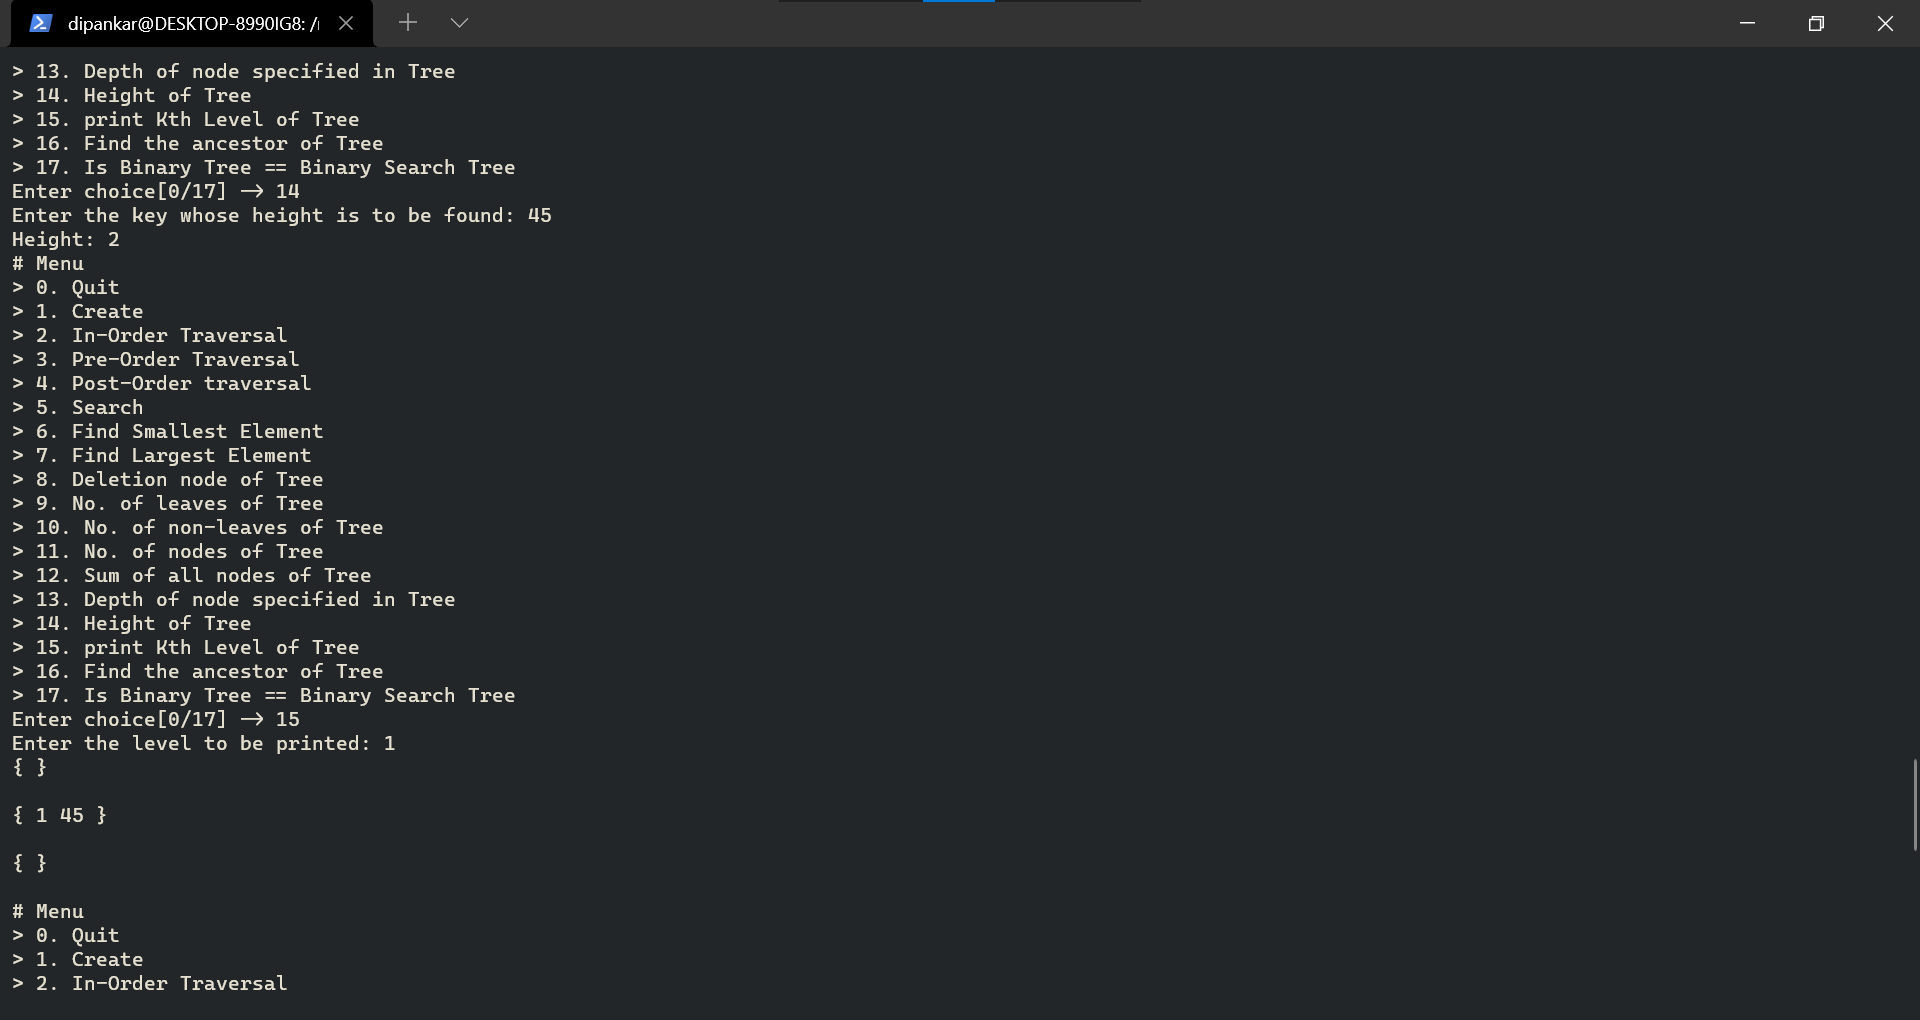 dipankar@DESKTOP-8990IG8: /
> 13. Depth of node specified in Tree
> 14. Height of Tree
> 15. print Kth Level of Tree
> 16. Find the ancestor of Tree
> 17. Is Binary Tree == Binary Search Tree
Enter choice[0/17] → 14
Enter the key whose height is to be found: 45
Height: 2
# Menu
> 0. Quit
> 1. Create
> 2. In-Order Traversal
> 3. Pre-Order Traversal
> 4. Post-Order traversal
> 5. Search
> 6. Find Smallest Element
> 7. Find Largest Element
> 8. Deletion node of Tree
> 9. No. of leaves of Tree
> 10. No. of non-leaves of Tree
> 11. No. of nodes of Tree
> 12. Sum of all nodes of Tree
> 13. Depth of node specified in Tree
> 14. Height of Tree
> 15. print Kth Level of Tree
> 16. Find the ancestor of Tree
> 17. Is Binary Tree == Binary Search Tree
Enter choice[0/17] → 15
Enter the level to be printed: 1
{ }
{ 1 45 }
{ }
# Menu
> 0. Quit
> 1. Create
> 2. In-Order Traversal